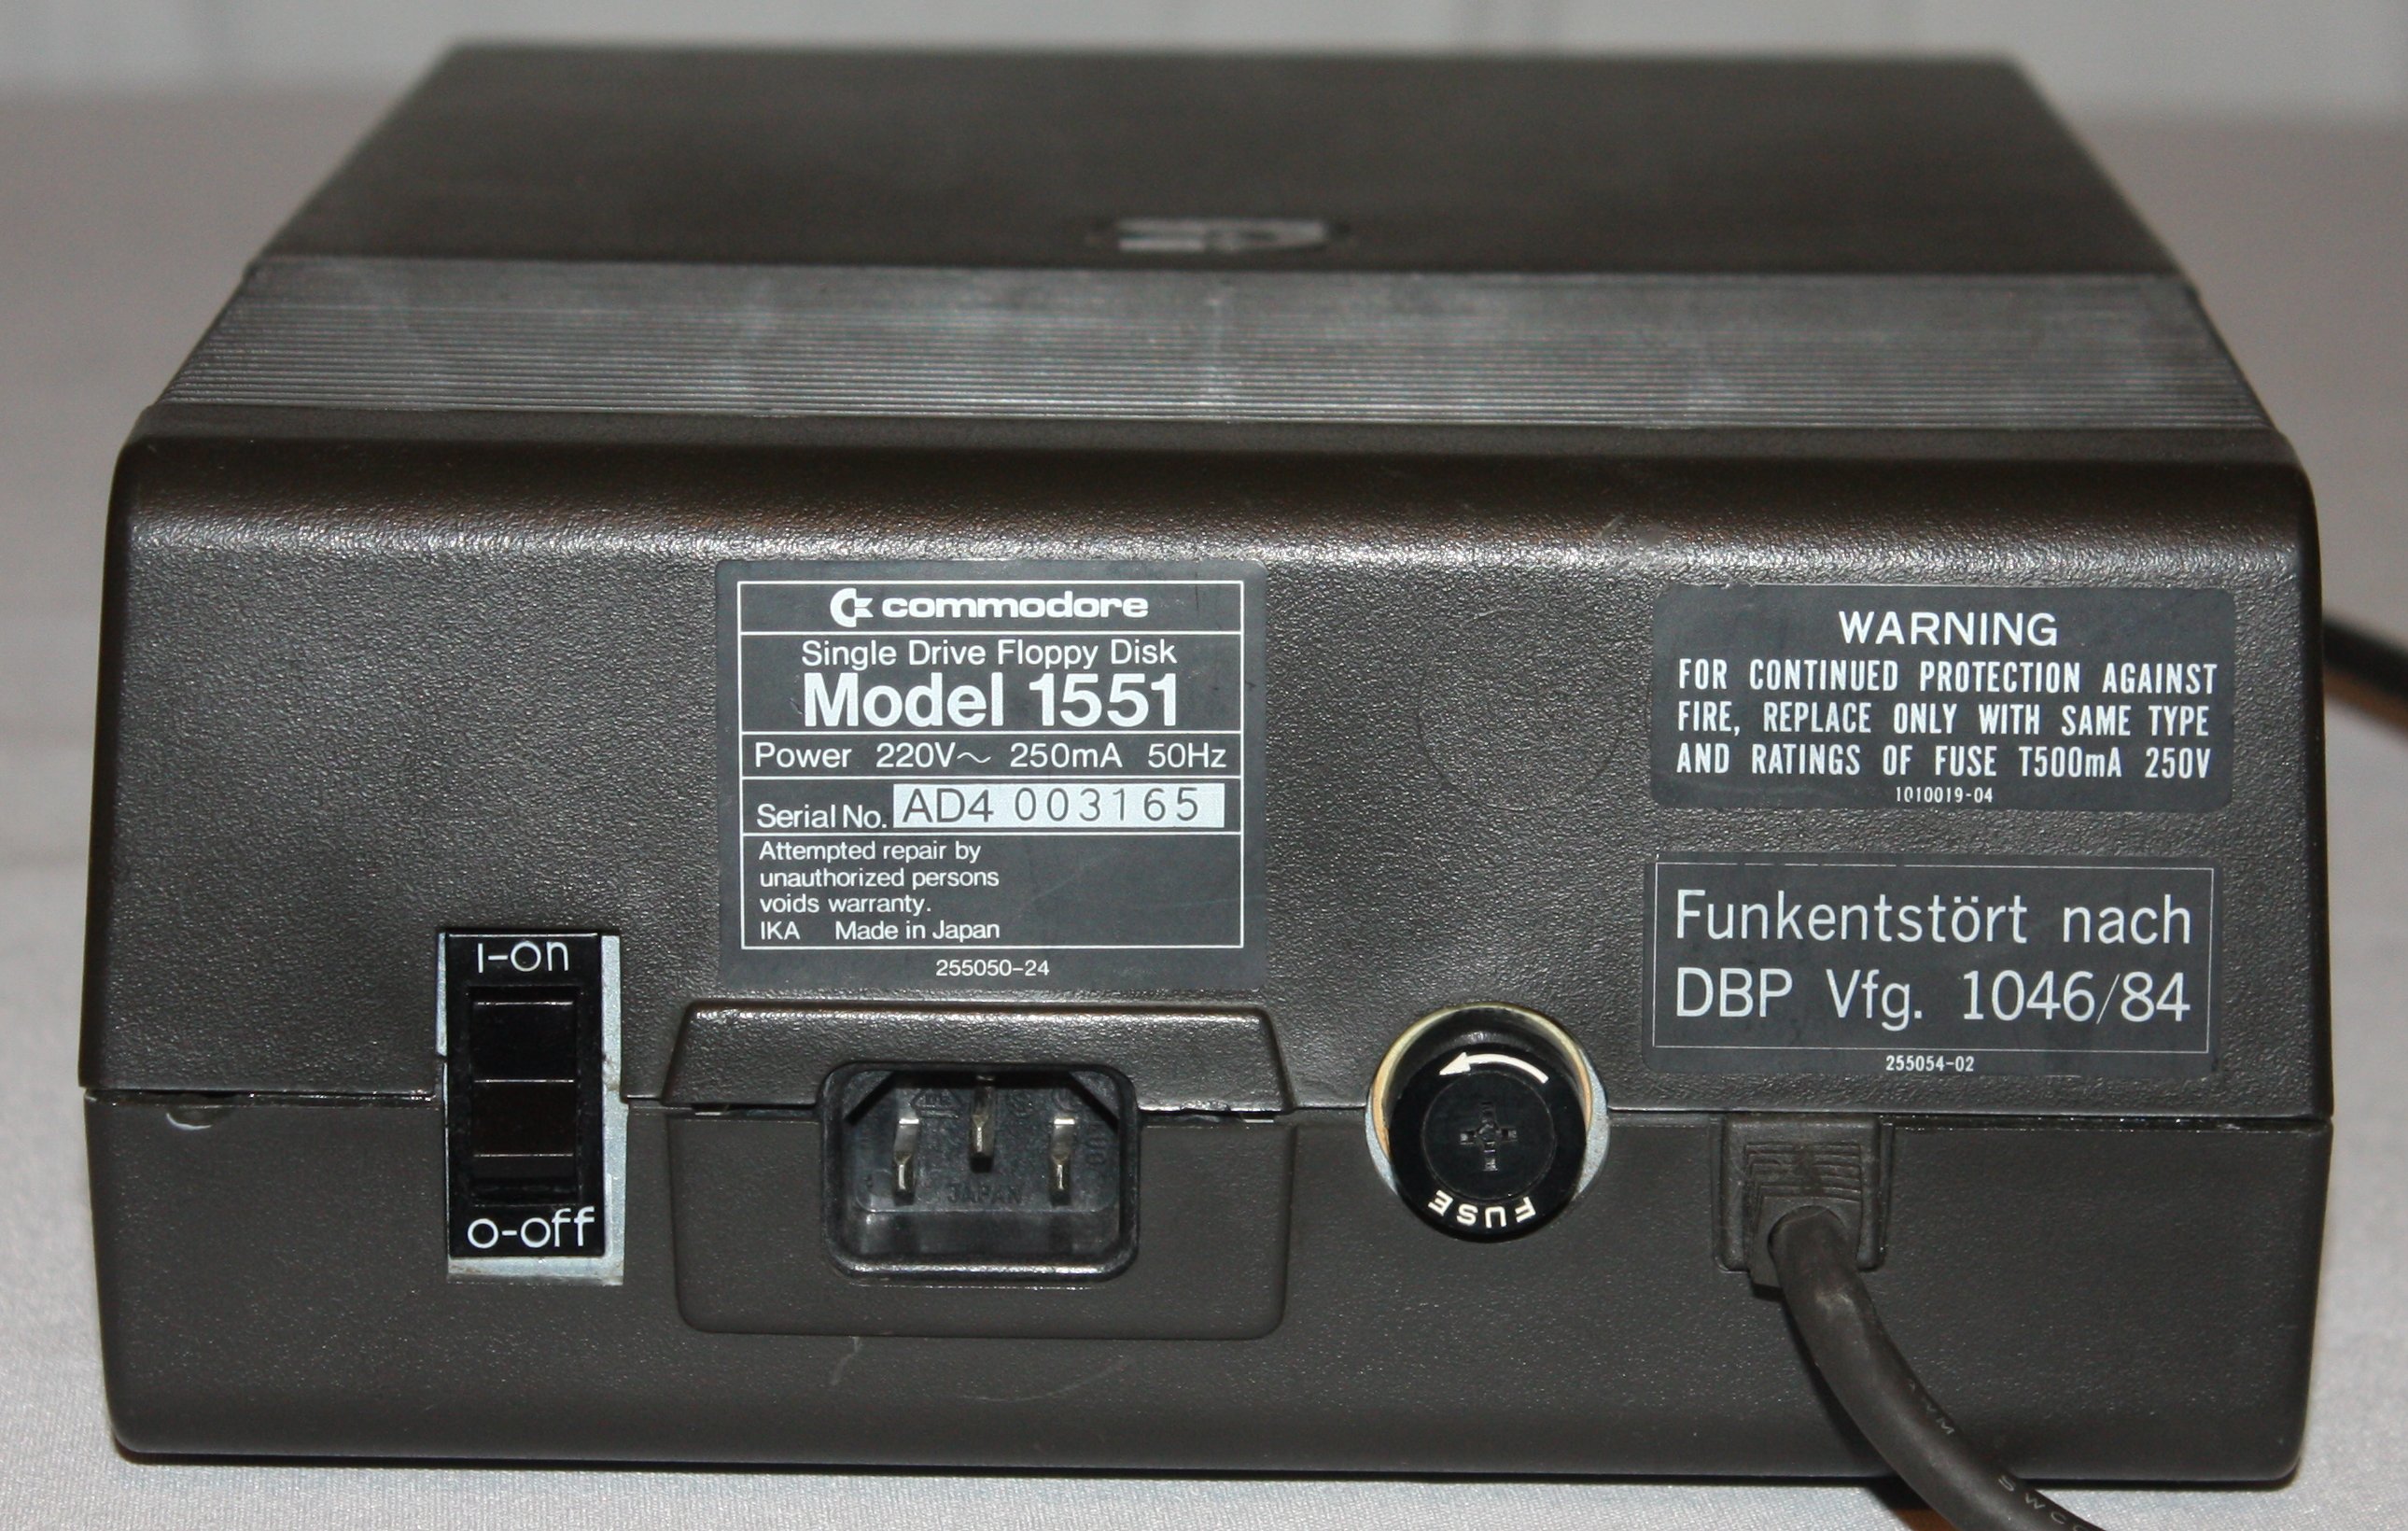 commodore
Single Drive Floppy Disk
Model 1551
Power 220V~ 250mA 50Hz
Serial No. AD4 003165
Attempted repair by
unauthorized persons
voids warranty.
IKA Made in Japan
255050-24
WARNING
FOR CONTINUED PROTECTION AGAINST
FIRE, REPLACE ONLY WITH SAME TYPE
AND RATINGS OF FUSE T500mA 250V
1010019-04
Funkentstört nach
DBP Vfg. 1046/84
255054-02
I-on
o-off
JAPAN
FUSE